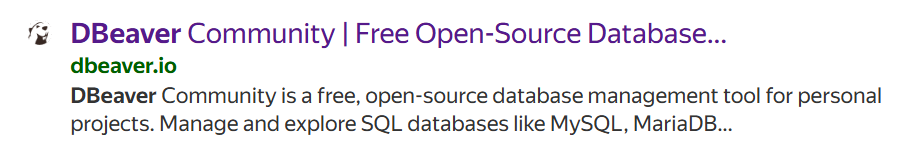 DBeaver Community | Free Open-Source Database...
dbeaver.io
DBeaver Community is a free, open-source database management tool for personal
projects. Manage and explore SQL databases like MySQL, MariaDB...